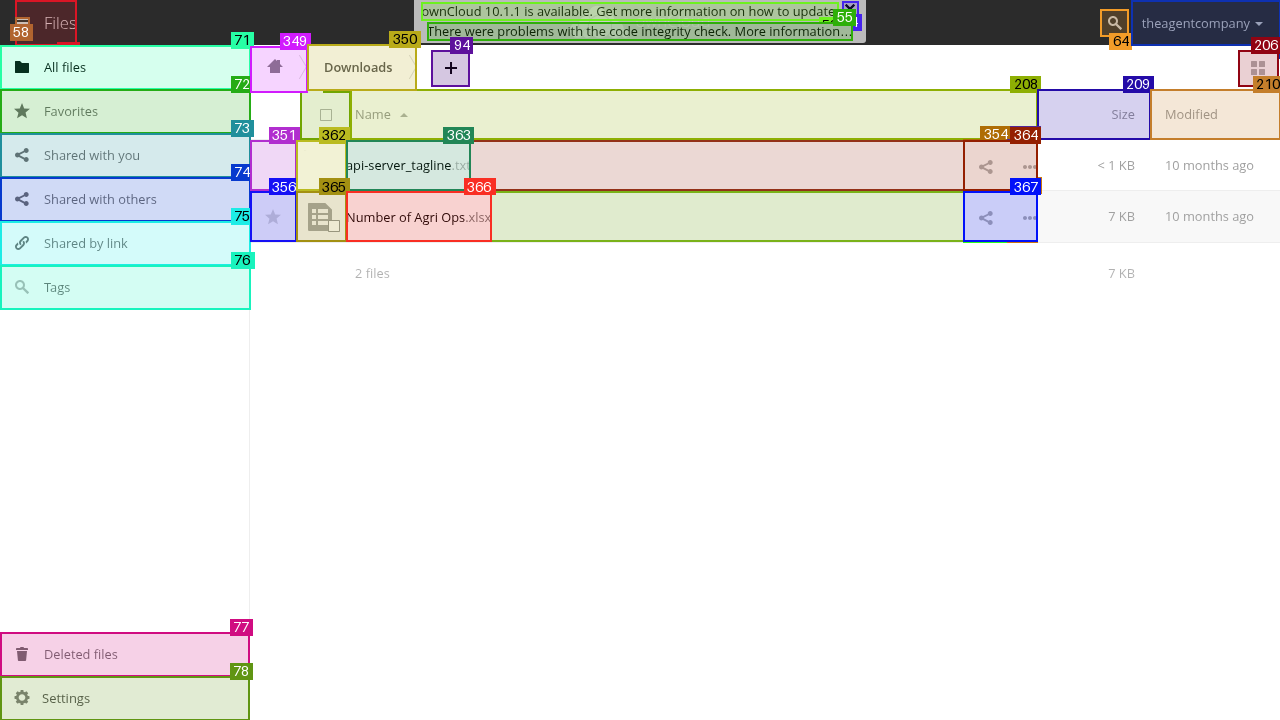 Files
ownCloud 10.1.1 is available. Get more information on how to update
There were problems with the code integrity check. More information…
theagentcompany
58
55
64
71
349
350
94
206
All files
Downloads
+
72
208
209
210
Favorites
Name
Size
Modified
73
351
362
363
354
364
Shared with you
api-server_tagline.txt
< 1 KB
10 months ago
74
356
365
366
367
Shared with others
75
Number of Agri Ops.xlsx
7 KB
10 months ago
Shared by link
76
2 files
7 KB
Tags
77
Deleted files
78
Settings